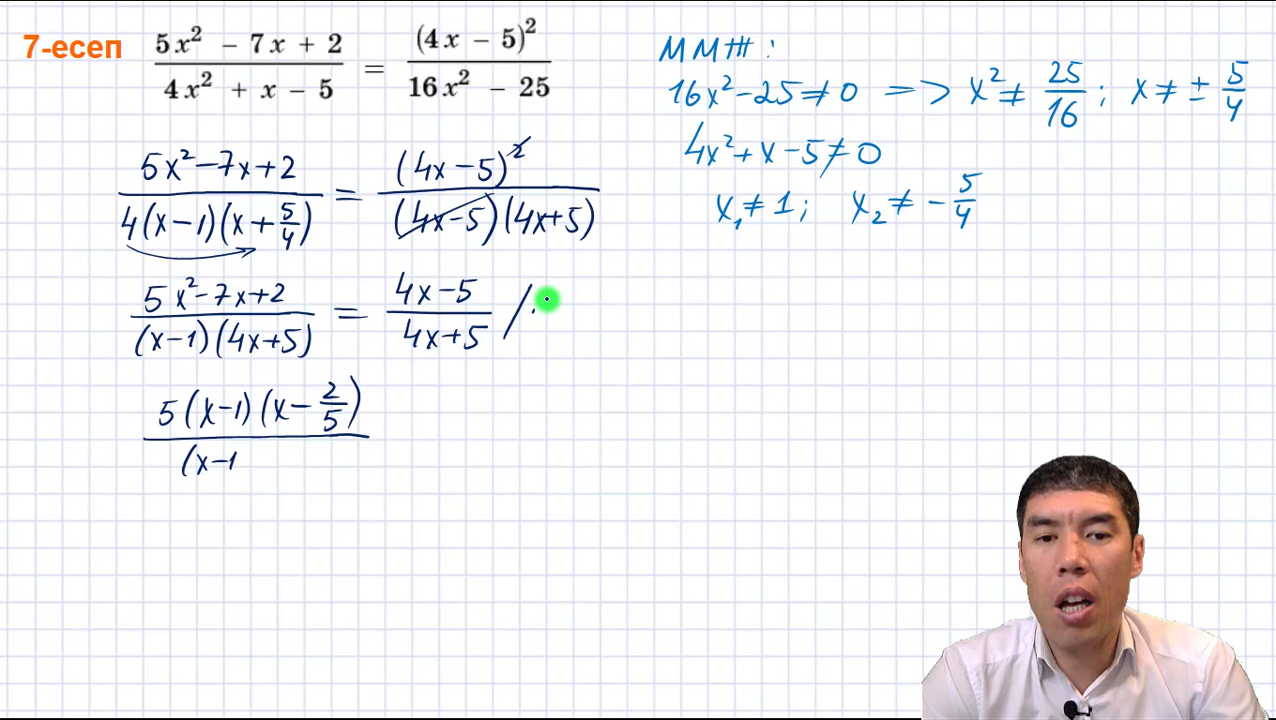 7-есеп (5x² − 7x + 2)/(4x² + x − 5) = (4x − 5)²/(16x² − 25)
(5x²−7x+2)/(4(x−1)(x+5/4)) = (4x−5)²/((4x−5)(4x+5))
(5x²−7x+2)/((x−1)(4x+5)) = (4x−5)/(4x+5) / ·
5(x−1)(x−2/5)/(x−1
ММЖ:
16x²−25≠0 => x²≠ 25/16; x≠ ± 5/4
4x²+x−5≠0
x₁≠1; x₂≠ −5/4